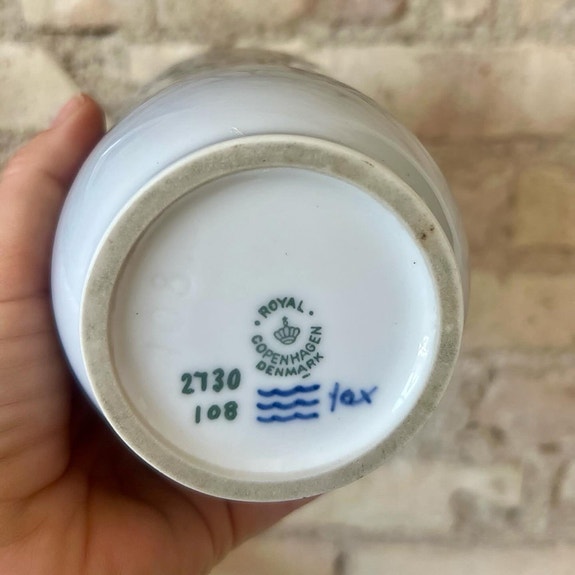 ROYAL
COPENHAGEN
DENMARK
2730
108